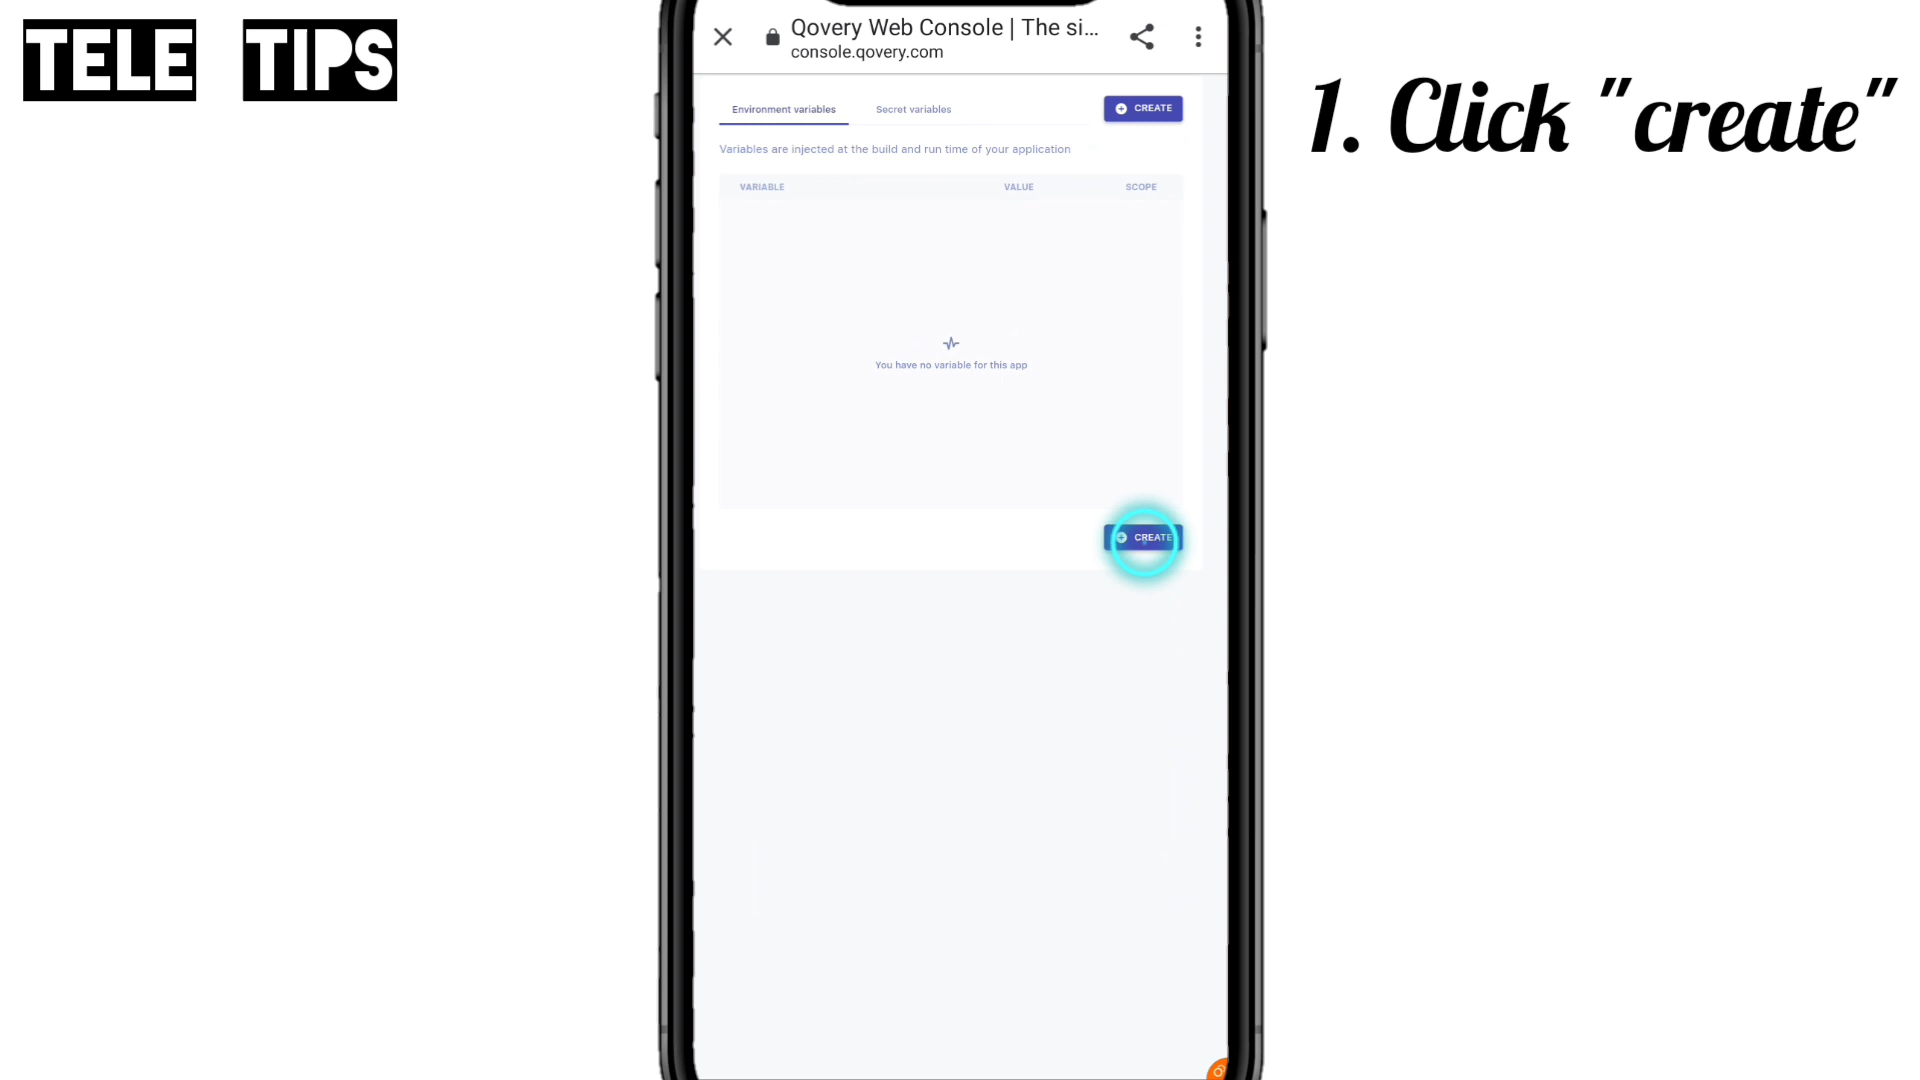 TELE TIPS
Qovery Web Console | The si...
console.qovery.com
1. Click "create"
Environment variables
Secret variables
CREATE
Variables are injected at the build and run time of your application
VARIABLE
VALUE
SCOPE
You have no variable for this app
CREATE